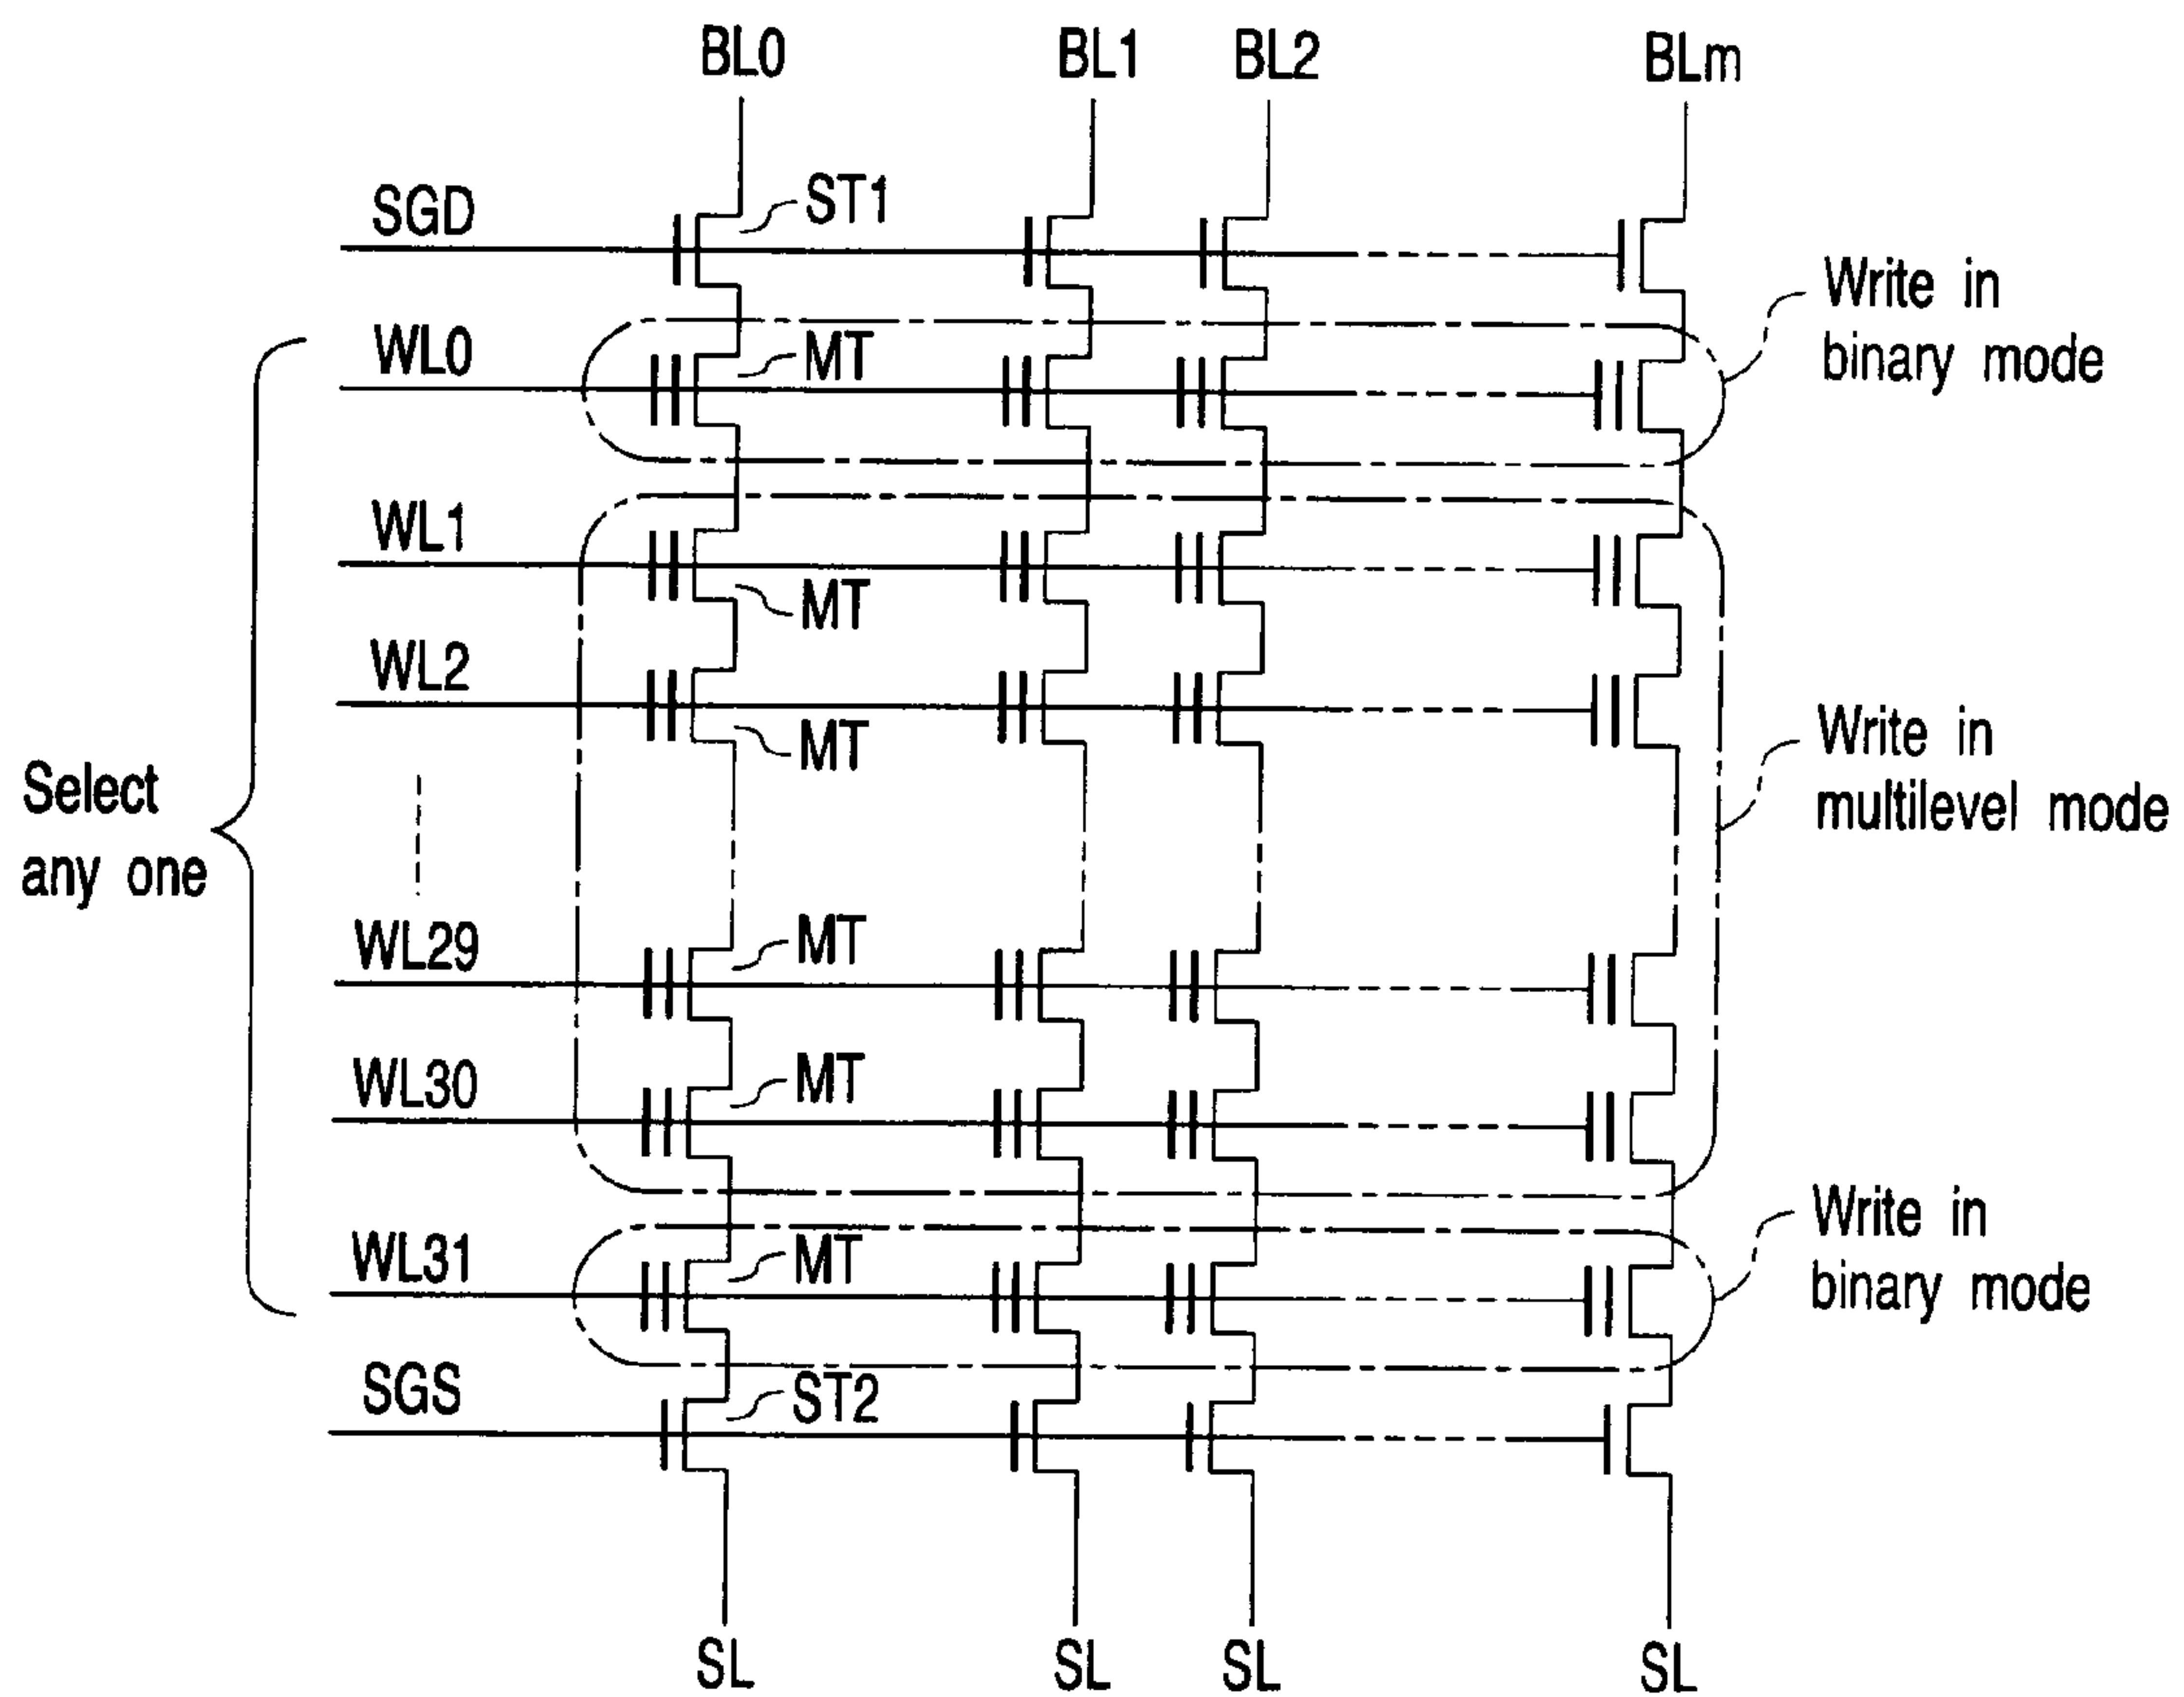 BL0
BL1
BL2
BLm
SGD
ST1
WL0
MT
Write in
binary mode
WL1
MT
WL2
MT
Write in
multilevel mode
Select
any one
WL29
MT
WL30
MT
WL31
MT
Write in
binary mode
SGS
ST2
SL
SL
SL
SL